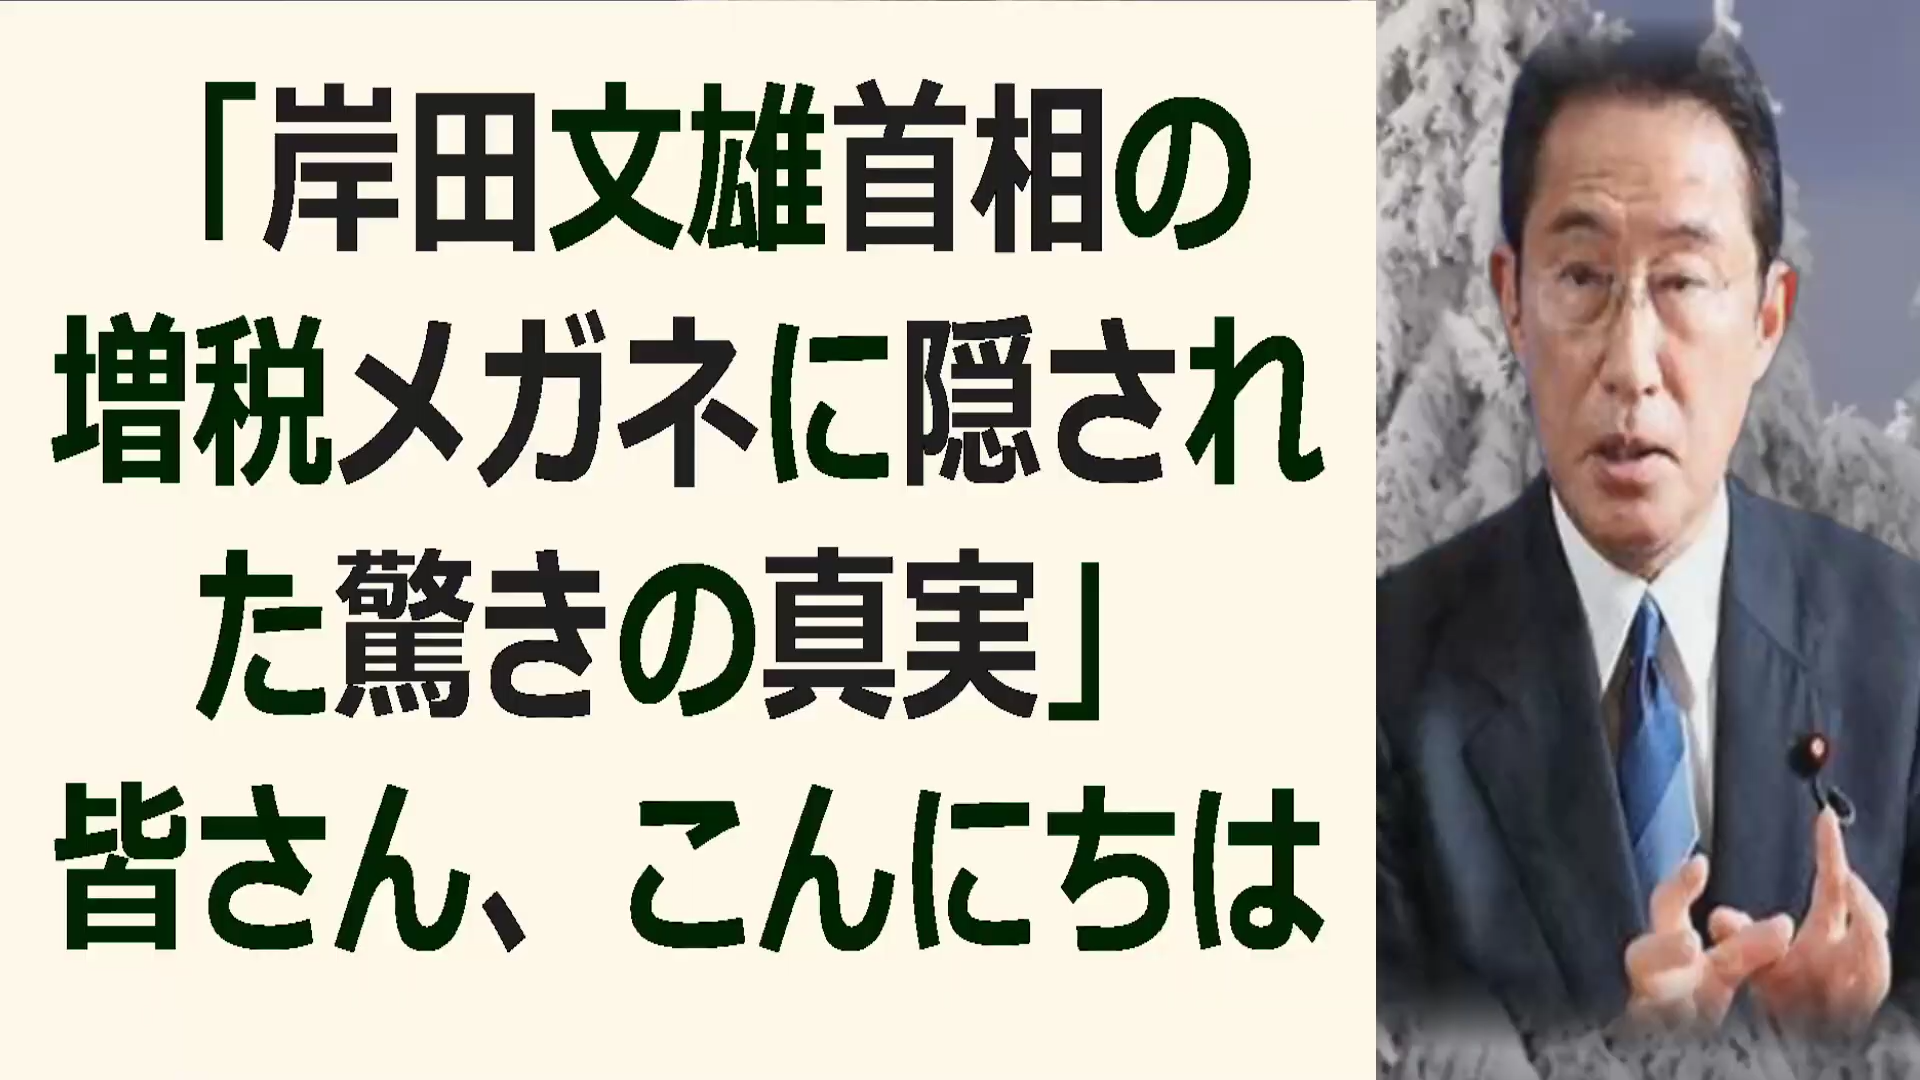 「岸田文雄首相の
増税メガネに隠され
た驚きの真実」
皆さん、こんにちは